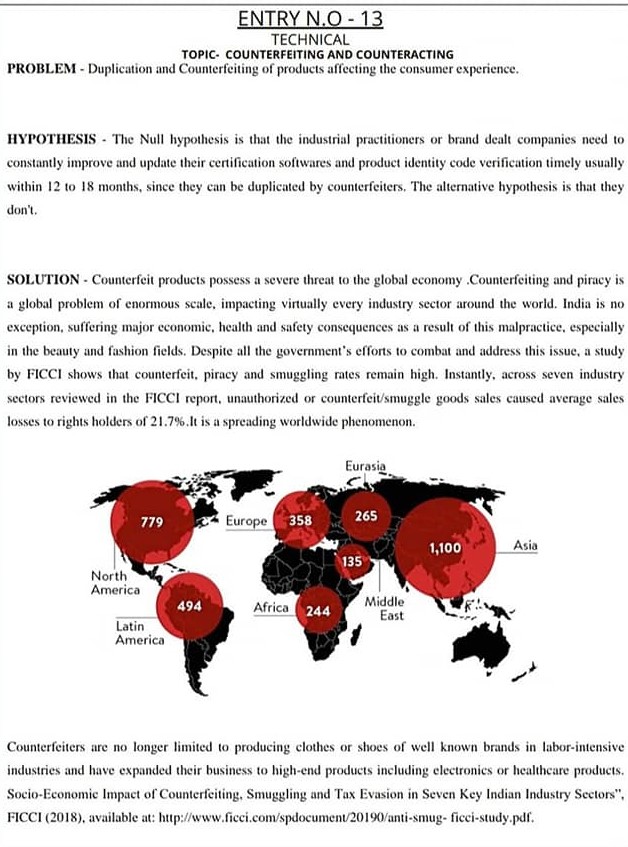 ENTRY N.O - 13
TECHNICAL
TOPIC- COUNTERFEITING AND COUNTERACTING
PROBLEM - Duplication and Counterfeiting of products affecting the consumer experience.
HYPOTHESIS - The Null hypothesis is that the industrial practitioners or brand dealt companies need to
constantly improve and update their certification softwares and product identity code verification timely usually
within 12 to 18 months, since they can be duplicated by counterfeiters. The alternative hypothesis is that they
don't.
SOLUTION - Counterfeit products possess a severe threat to the global economy .Counterfeiting and piracy is
a global problem of enormous scale, impacting virtually every industry sector around the world. India is no
exception, suffering major economic, health and safety consequences as a result of this malpractice, especially
in the beauty and fashion fields. Despite all the government's efforts to combat and address this issue, a study
by FICCI shows that counterfeit, piracy and smuggling rates remain high. Instantly, across seven industry
sectors reviewed in the FICCI report, unauthorized or counterfeit/smuggle goods sales caused average sales
losses to rights holders of 21.7%.It is a spreading worldwide phenomenon.
Eurasia
779
Europe
358
265
1,100
Asia
135
North
America
494
Africa
244
Middle
East
Latin
America
Counterfeiters are no longer limited to producing clothes or shoes of well known brands in labor-intensive
industries and have expanded their business to high-end products including electronics or healthcare products.
Socio-Economic Impact of Counterfeiting, Smuggling and Tax Evasion in Seven Key Indian Industry Sectors",
FICCI (2018), available at: http://www.ficci.com/spdocument/20190/anti-smug- ficci-study.pdf.